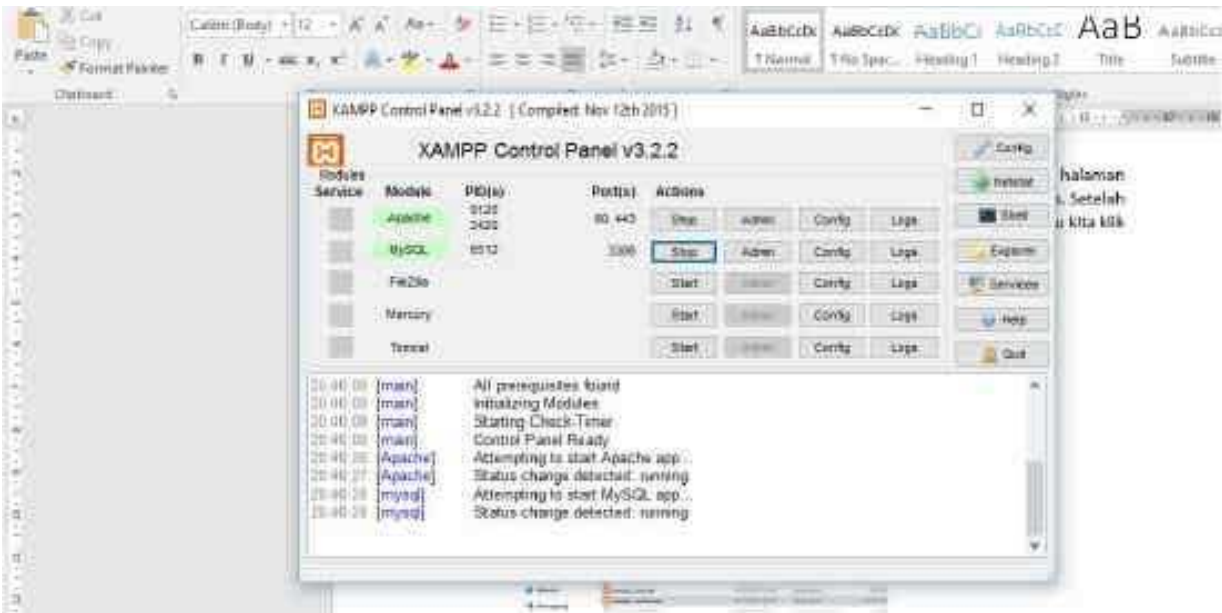 Cut
Copy
Paste
Format Painter
Clipboard
Calibri (Body) 12
AaBbCcDc AaBbCcDc AaBbCc AaBbCcC AaB AaBbCcD
¶ Normal ¶ No Spac... Heading 1 Heading 2 Title Subtitle
XAMPP Control Panel v3.2.2 [ Compiled: Nov 12th 2015 ]
XAMPP Control Panel v3.2.2
Modules
Service Module PID(s) Port(s) Actions
Apache 80, 443 Stop Admin Config Logs
MySQL 3306 Stop Admin Config Logs
FileZilla Start Admin Config Logs
Mercury Start Admin Config Logs
Tomcat Start Admin Config Logs
Config
Netstat
Shell
Explorer
Services
Help
Quit
[main] All prerequisites found
[main] Initializing Modules
[main] Starting Check-Timer
[main] Control Panel Ready
[Apache] Attempting to start Apache app...
[Apache] Status change detected: running
[mysql] Attempting to start MySQL app...
[mysql] Status change detected: running
halaman
Setelah
kita klik